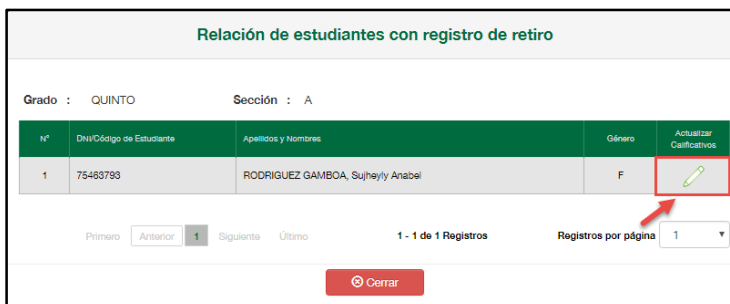 Relación de estudiantes con registro de retiro
Grado : QUINTO Sección : A
N° DNI/Código de Estudiante Apellidos y Nombres Género Actualizar Calificativos
1 75463793 RODRIGUEZ GAMBOA, Sujheyly Anabel F
Primero Anterior 1 Siguiente Último 1 - 1 de 1 Registros Registros por página 1
Cerrar